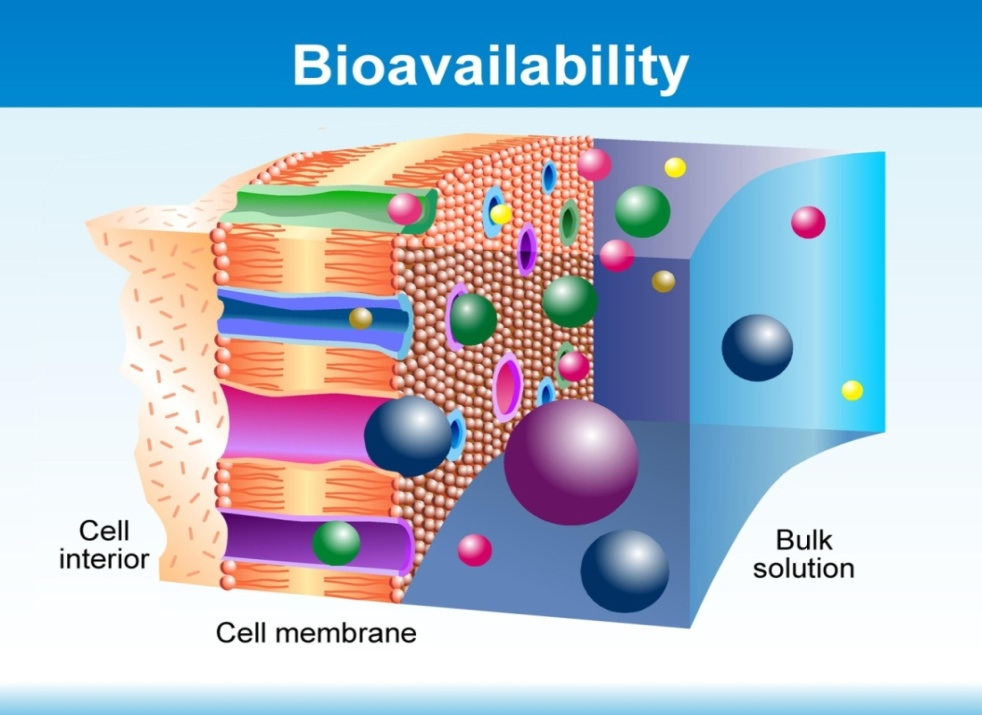 Bioavailability
Cell
interior
Bulk
solution
Cell membrane